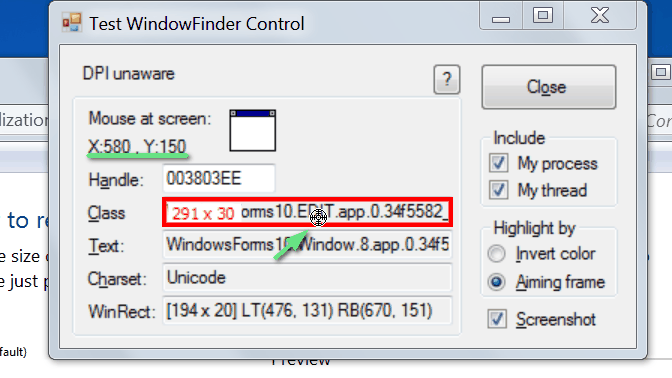 Test WindowFinder Control
DPI unaware
?
Close
Mouse at screen:
X:580 , Y:150
Handle:
003803EE
Class
291 x 30 orms10.EDIT.app.0.34f5582_
Text:
WindowsForms10.Window.8.app.0.34f5
Charset:
Unicode
WinRect:
[194 x 20] LT(476, 131) RB(670, 151)
Include
My process
My thread
Highlight by
Invert color
Aiming frame
Screenshot
lization
Con
to re
e size o
e just p
fault)
Preview